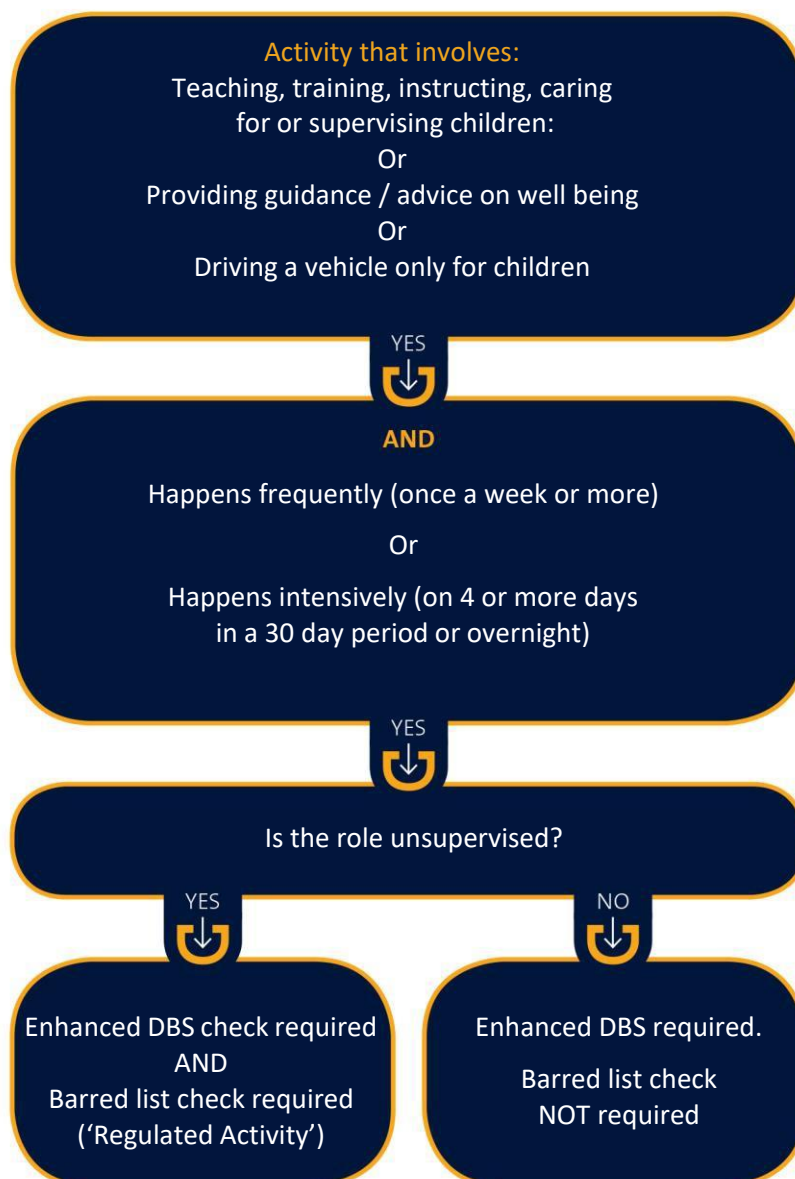 Activity that involves:
Teaching, training, instructing, caring
for or supervising children:
Or
Providing guidance / advice on well being
Or
Driving a vehicle only for children
YES
AND
Happens frequently (once a week or more)
Or
Happens intensively (on 4 or more days
in a 30 day period or overnight)
YES
Is the role unsupervised?
YES
NO
Enhanced DBS check required
AND
Barred list check required
(‘Regulated Activity’)
Enhanced DBS required.
Barred list check
NOT required